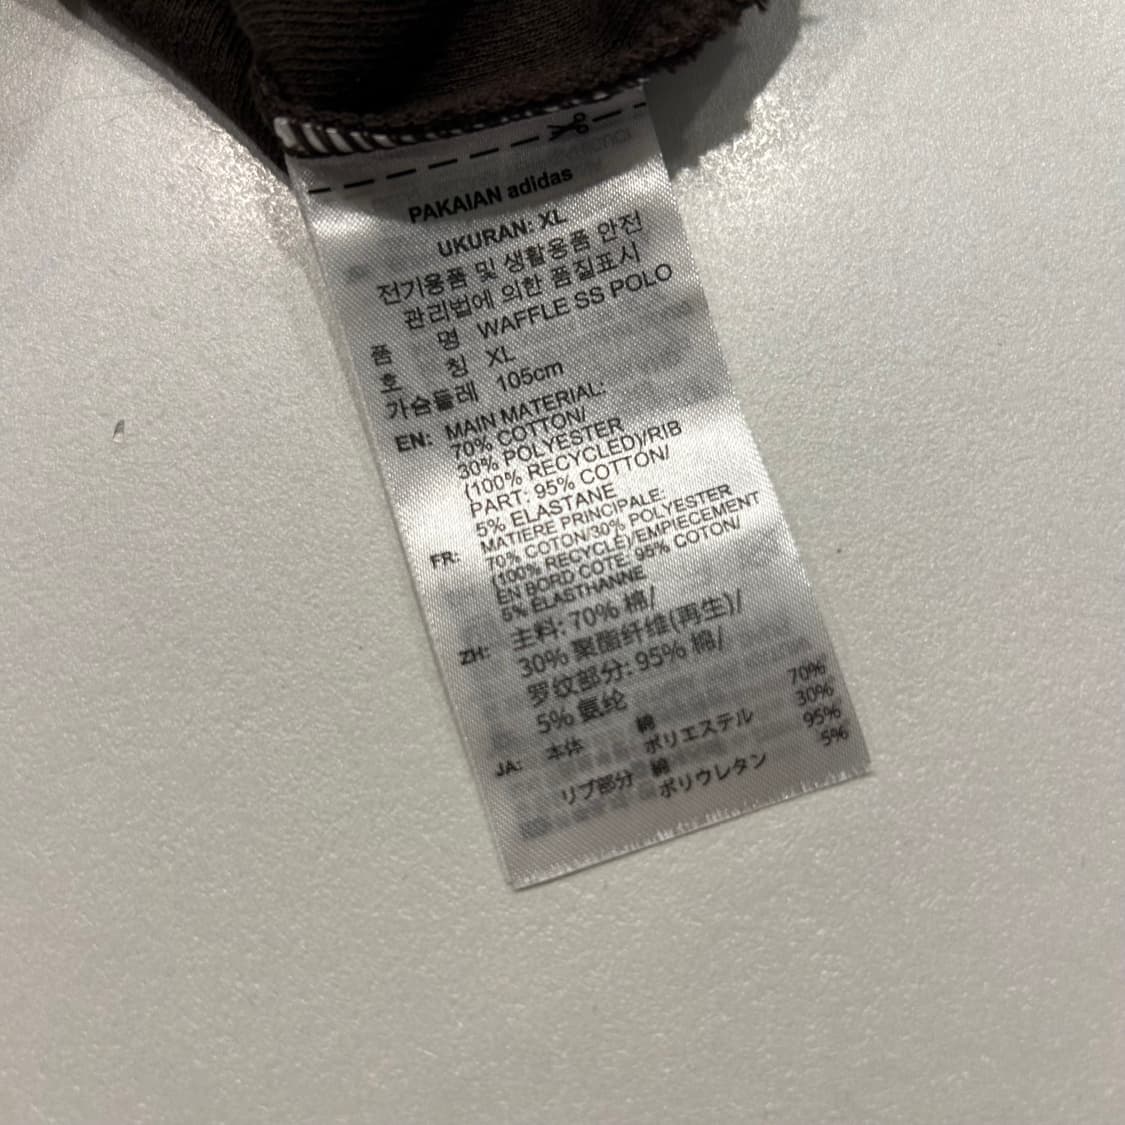 PAKAIAN adidas
UKURAN: XL
전기용품 및 생활용품 안전
관리법에 의한 품질표시
품 명 WAFFLE SS POLO
호 칭 XL
가슴둘레 105cm
EN: MAIN MATERIAL:
70% COTTON/
30% POLYESTER
(100% RECYCLED)/RIB
PART: 95% COTTON/
5% ELASTANE
FR: MATIERE PRINCIPALE:
70% COTON/30% POLYESTER
(100% RECYCLÉ)/EMPIECEMENT
EN BORD COTE: 95% COTON/
5% ÉLASTHANNE
ZH: 主料: 70% 棉/
30% 聚酯纤维(再生)/
罗纹部分: 95% 棉/
5% 氨纶
JA: 本体 綿 70%
ポリエステル 30%
リブ部分 綿 95%
ポリウレタン 5%